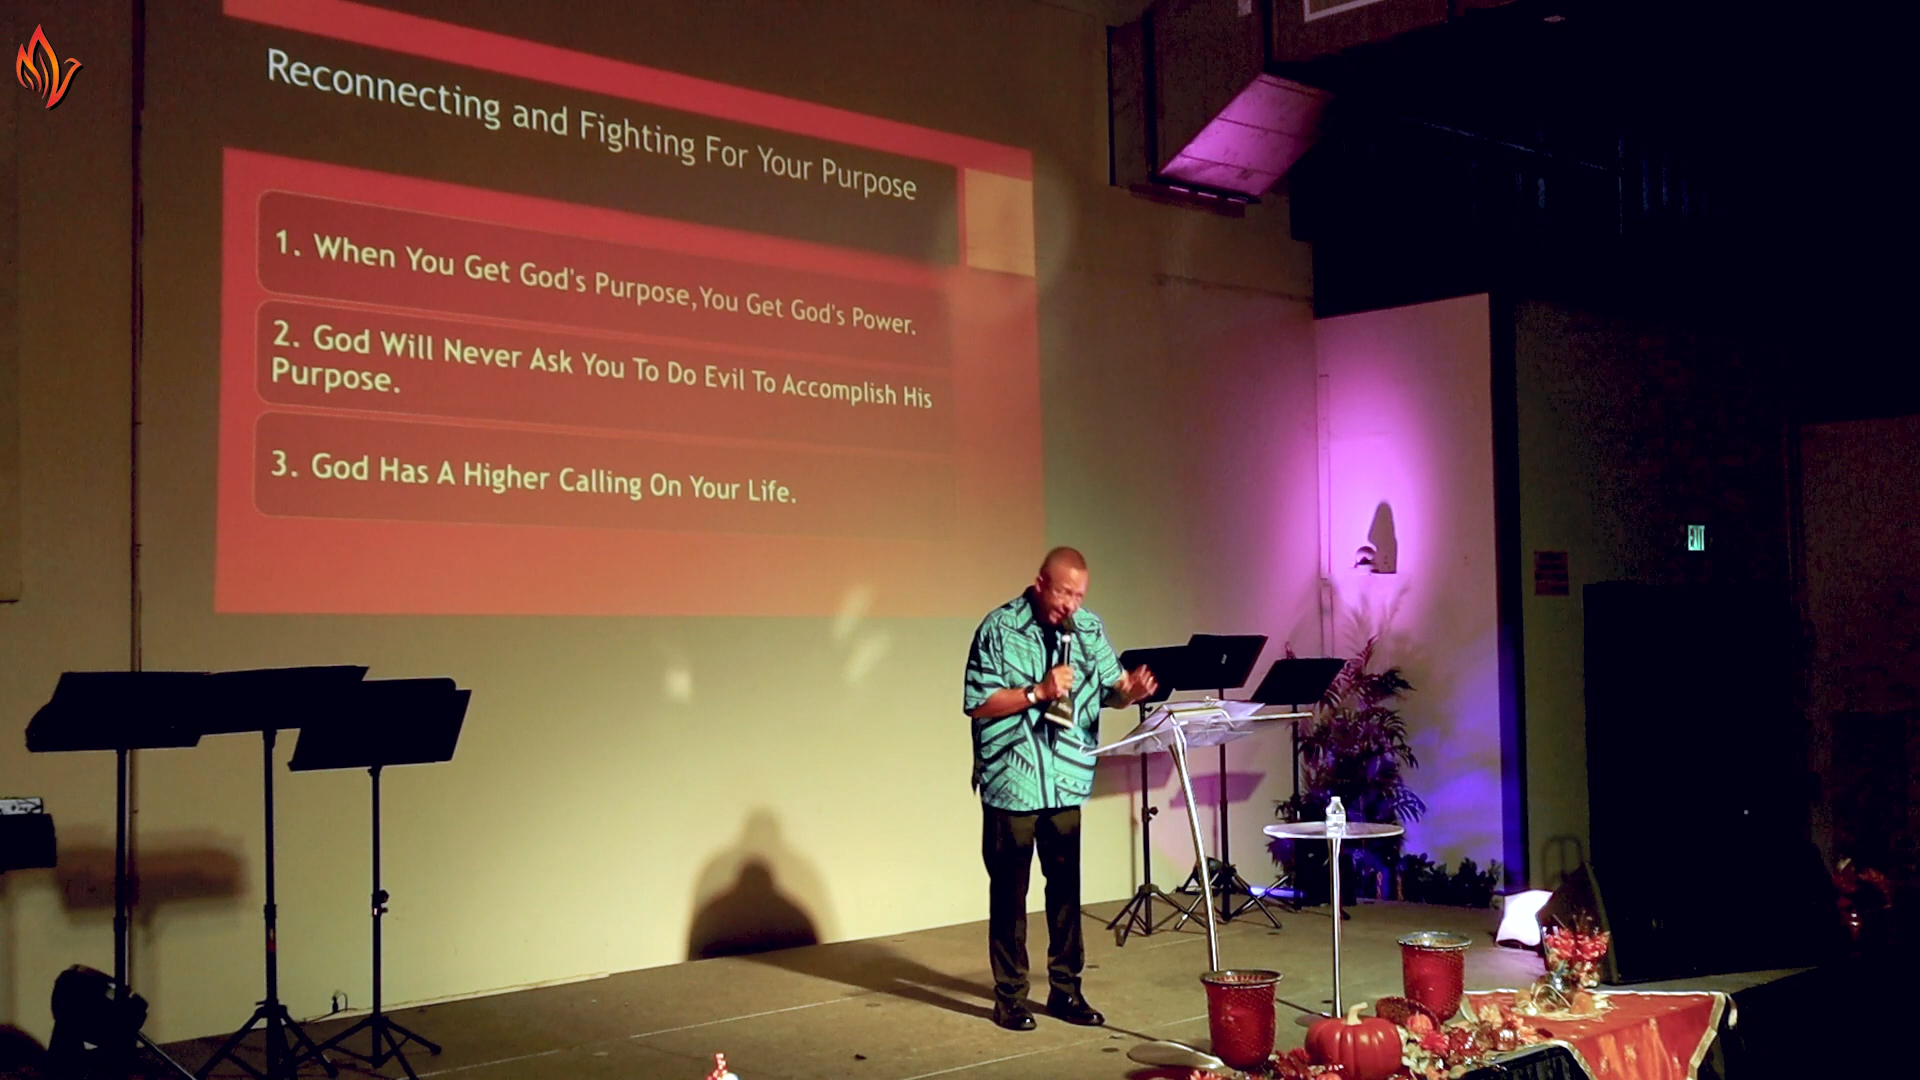 Reconnecting and Fighting For Your Purpose
1. When You Get God's Purpose,You Get God's Power.
2. God Will Never Ask You To Do Evil To Accomplish His
Purpose.
3. God Has A Higher Calling On Your Life.
EXIT